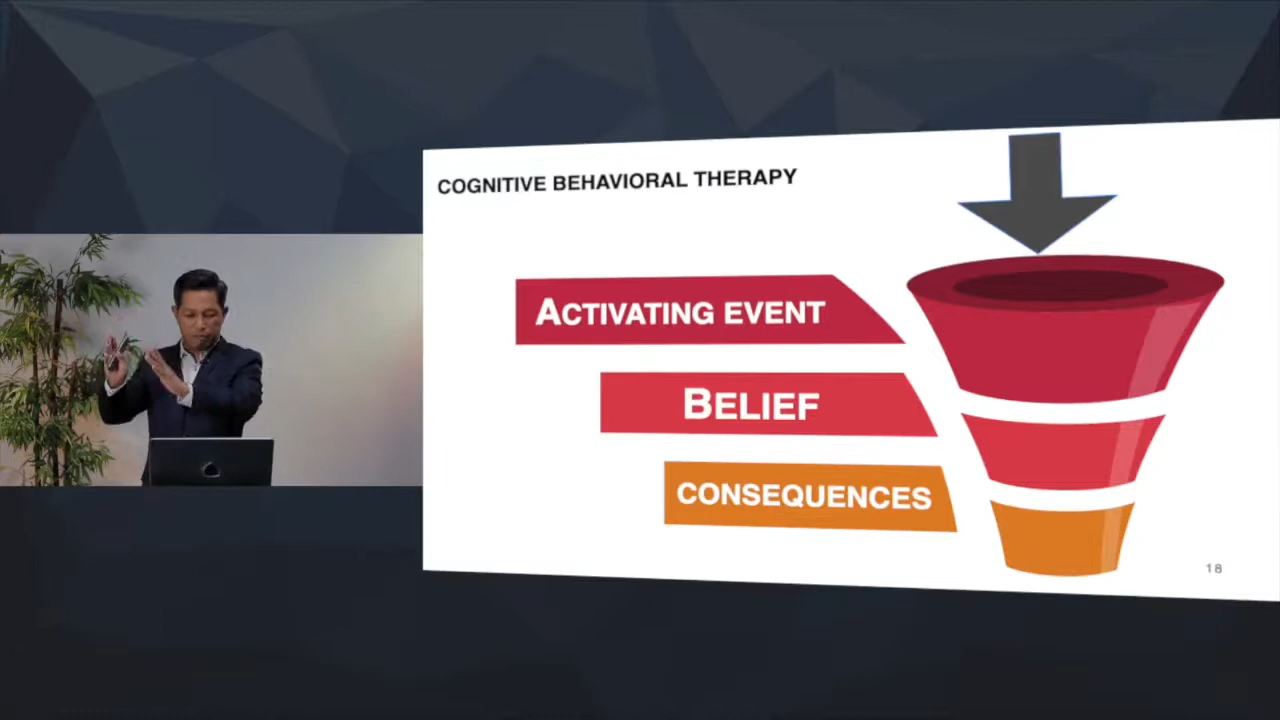 COGNITIVE BEHAVIORAL THERAPY
ACTIVATING EVENT
BELIEF
CONSEQUENCES
18